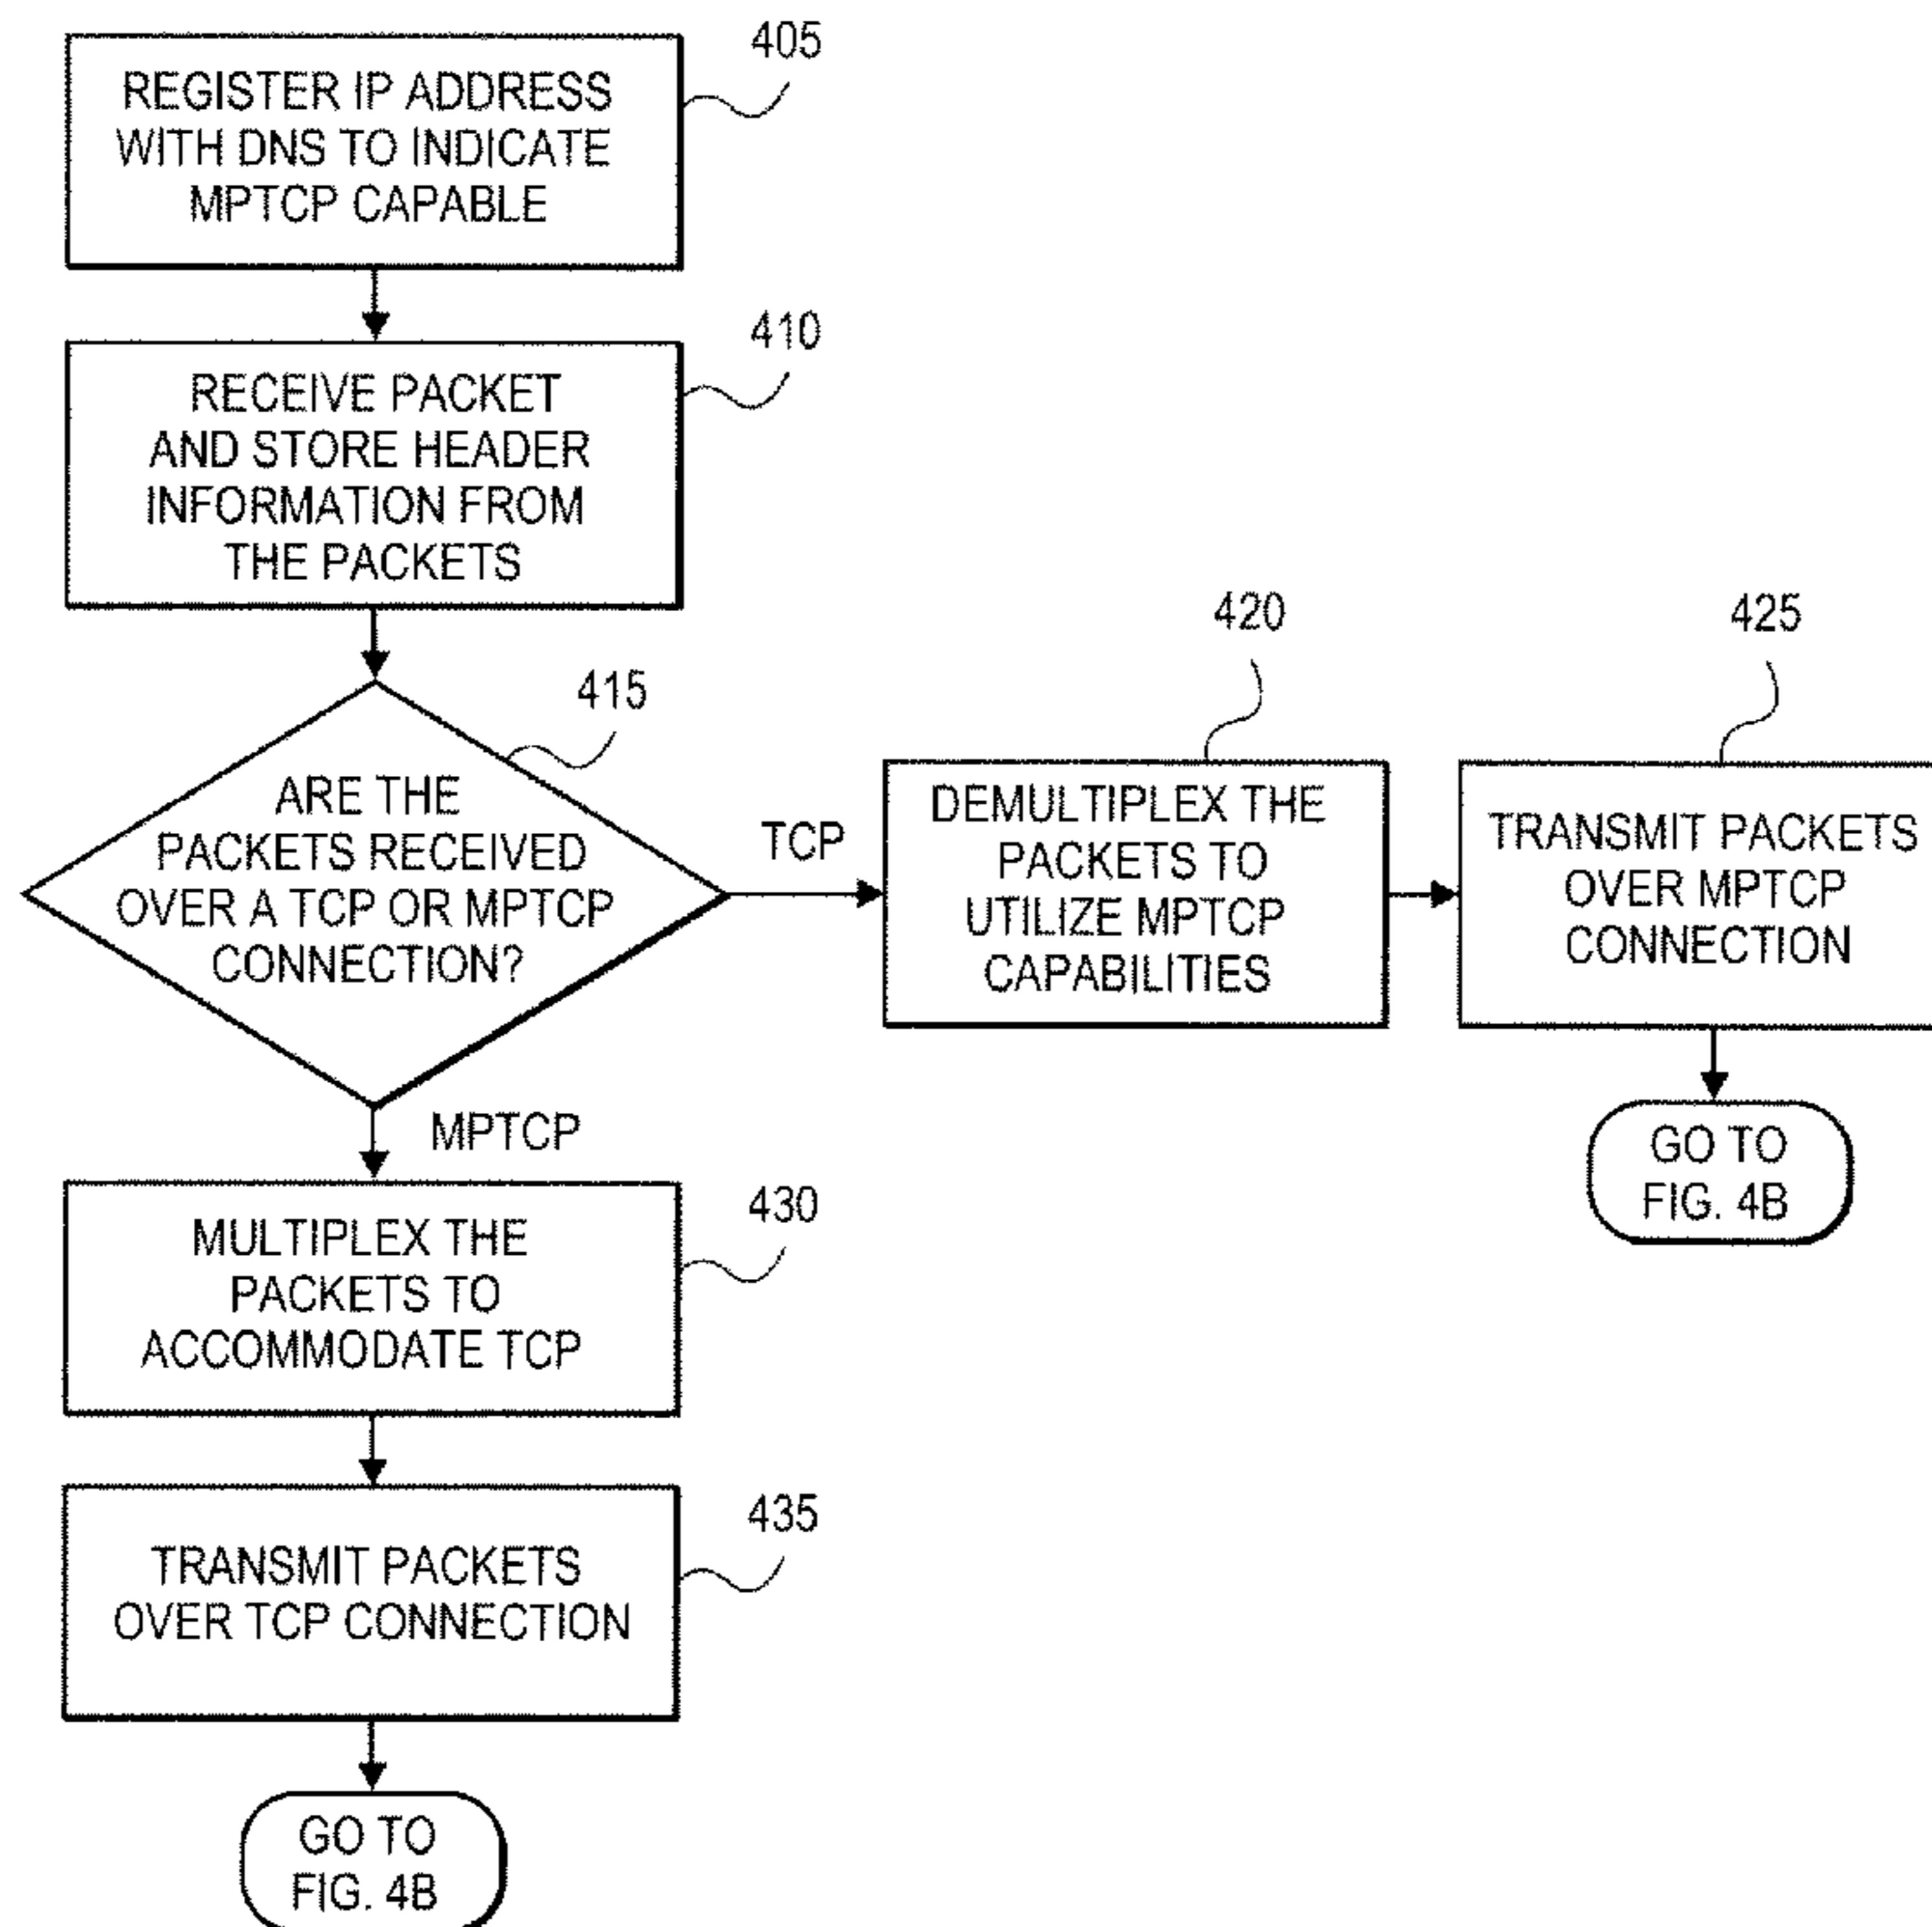 405
REGISTER IP ADDRESS
WITH DNS TO INDICATE
MPTCP CAPABLE
410
RECEIVE PACKET
AND STORE HEADER
INFORMATION FROM
THE PACKETS
415
ARE THE
PACKETS RECEIVED
OVER A TCP OR MPTCP
CONNECTION?
TCP
420
DEMULTIPLEX THE
PACKETS TO
UTILIZE MPTCP
CAPABILITIES
425
TRANSMIT PACKETS
OVER MPTCP
CONNECTION
GO TO
FIG. 4B
MPTCP
430
MULTIPLEX THE
PACKETS TO
ACCOMMODATE TCP
435
TRANSMIT PACKETS
OVER TCP CONNECTION
GO TO
FIG. 4B